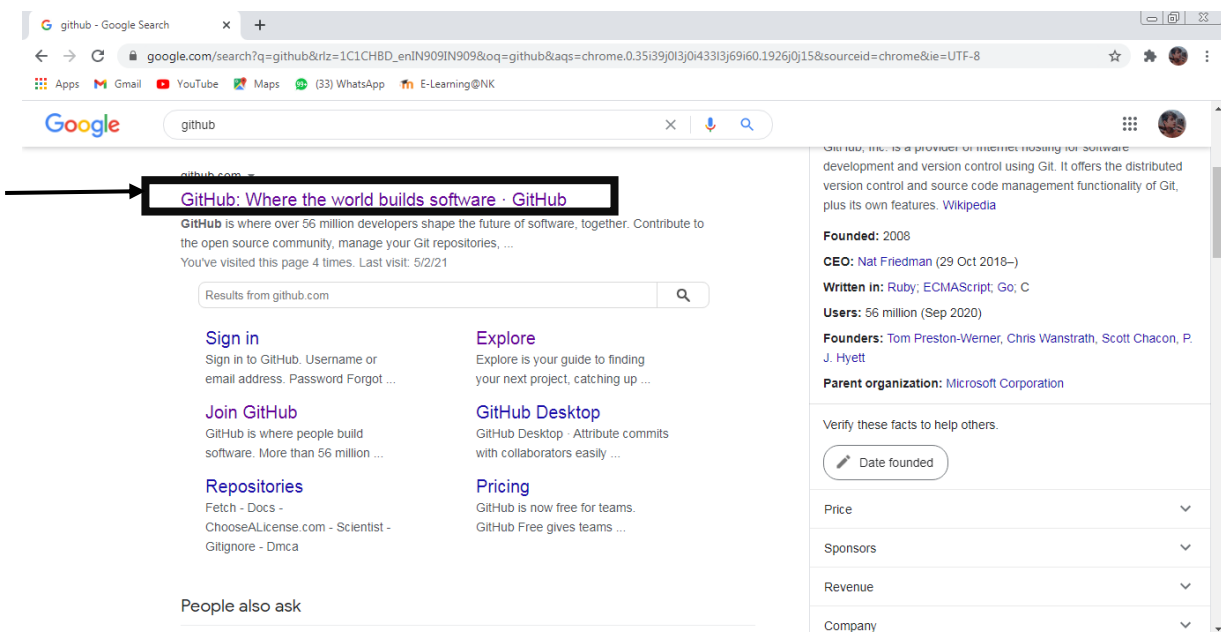 github - Google Search
google.com/search?q=github&rlz=1C1CHBD_enIN909IN909&oq=github&aqs=chrome.0.35i39j0l3j0i433l3j69i60.1926j0j15&sourceid=chrome&ie=UTF-8
Apps Gmail YouTube Maps (33) WhatsApp E-Learning@NK
Google
github
github.com
GitHub: Where the world builds software · GitHub
GitHub is where over 56 million developers shape the future of software, together. Contribute to
the open source community, manage your Git repositories, ...
You've visited this page 4 times. Last visit: 5/2/21
Results from github.com
Sign in
Sign in to GitHub. Username or
email address. Password Forgot ...
Explore
Explore is your guide to finding
your next project, catching up ...
Join GitHub
GitHub is where people build
software. More than 56 million ...
GitHub Desktop
GitHub Desktop · Attribute commits
with collaborators easily ...
Repositories
Fetch - Docs -
ChooseALicense.com - Scientist -
Gitignore - Dmca
Pricing
GitHub is now free for teams.
GitHub Free gives teams ...
People also ask
GitHub, Inc. is a provider of Internet hosting for software
development and version control using Git. It offers the distributed
version control and source code management functionality of Git,
plus its own features. Wikipedia
Founded: 2008
CEO: Nat Friedman (29 Oct 2018–)
Written in: Ruby; ECMAScript; Go; C
Users: 56 million (Sep 2020)
Founders: Tom Preston-Werner, Chris Wanstrath, Scott Chacon, P.
J. Hyett
Parent organization: Microsoft Corporation
Verify these facts to help others.
Date founded
Price
Sponsors
Revenue
Company